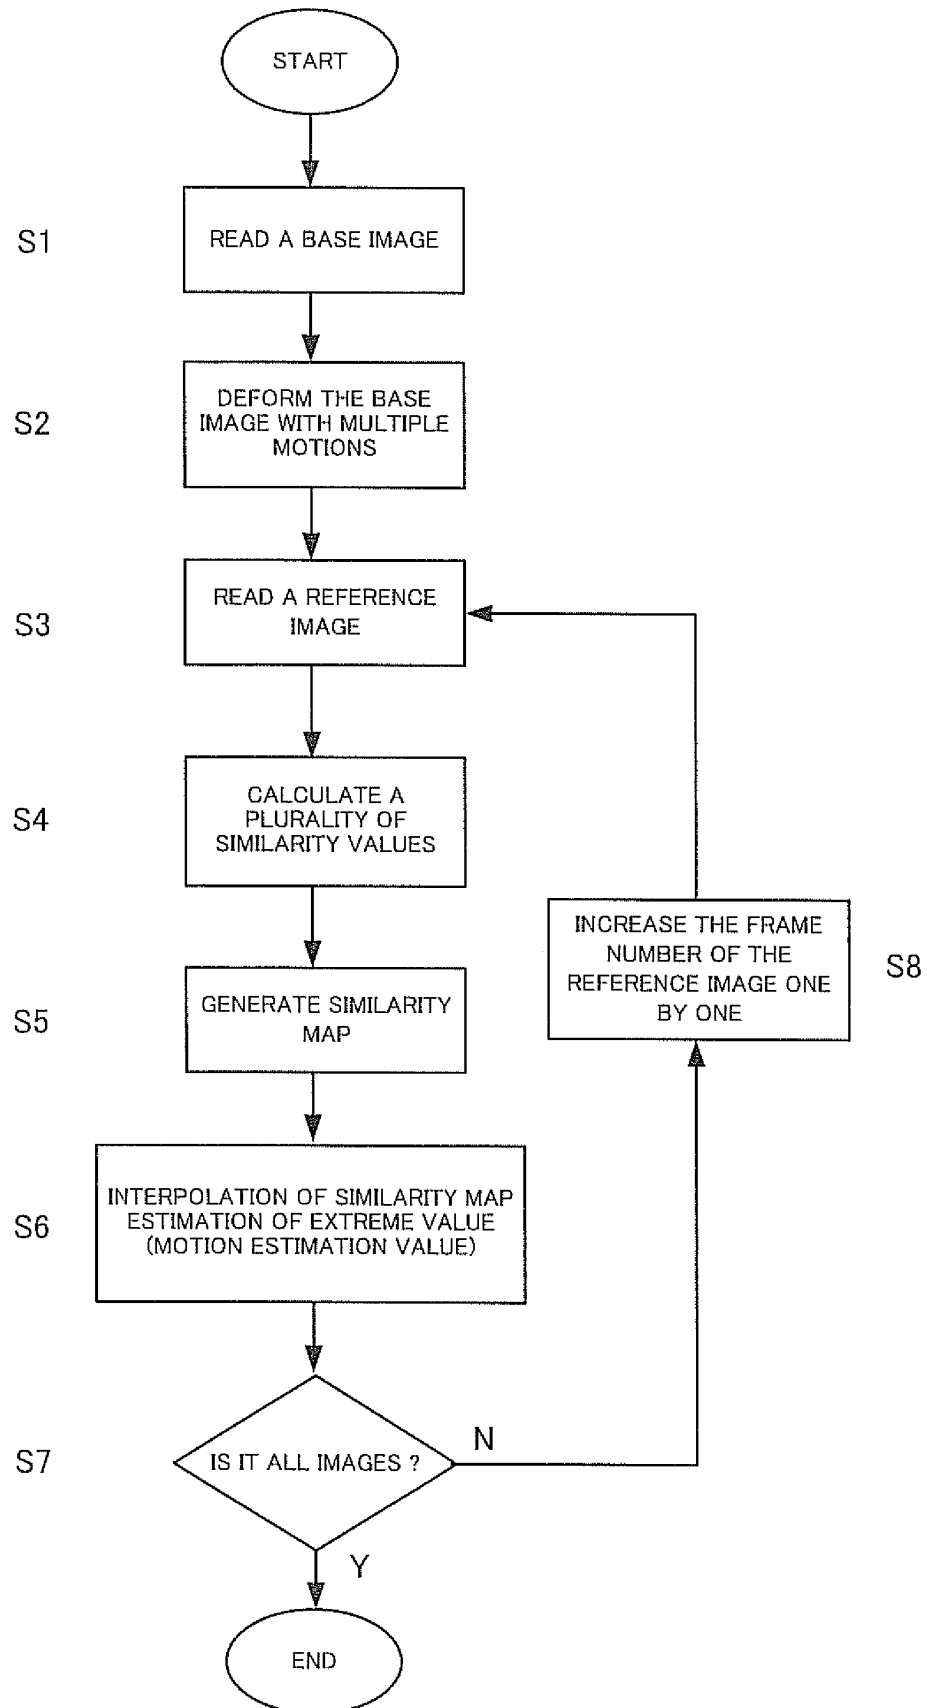 START
S1
READ A BASE IMAGE
S2
DEFORM THE BASE
IMAGE WITH MULTIPLE
MOTIONS
S3
READ A REFERENCE
IMAGE
S4
CALCULATE A
PLURALITY OF
SIMILARITY VALUES
INCREASE THE FRAME
NUMBER OF THE
REFERENCE IMAGE ONE
BY ONE
S8
S5
GENERATE SIMILARITY
MAP
S6
INTERPOLATION OF SIMILARITY MAP
ESTIMATION OF EXTREME VALUE
(MOTION ESTIMATION VALUE)
S7
IS IT ALL IMAGES ?
N
Y
END